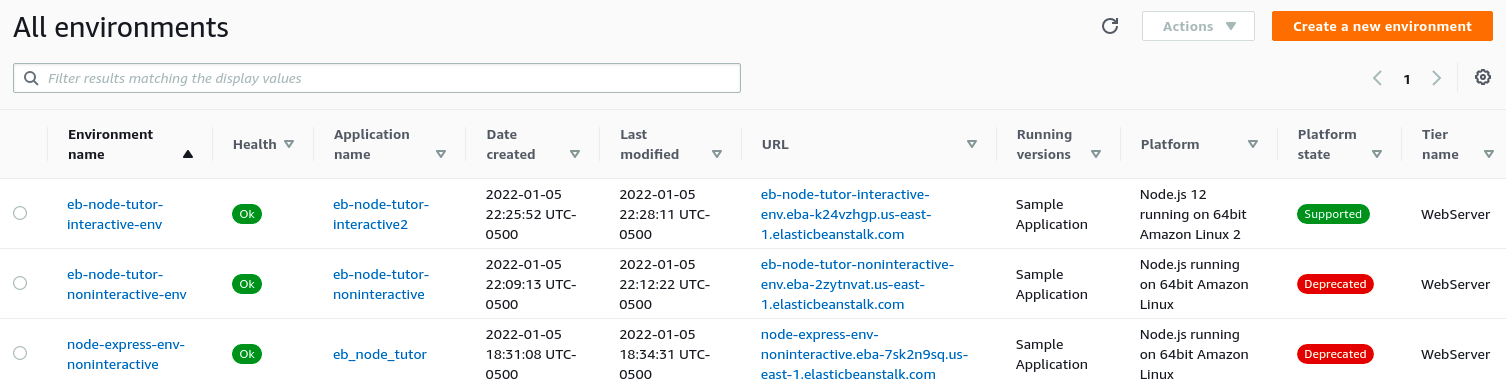 All environments
Actions
Create a new environment
Filter results matching the display values
1
Environment
name
Health
Application
name
Date
created
Last
modified
URL
Running
versions
Platform
Platform
state
Tier
name
eb-node-tutor-
interactive-env
Ok
eb-node-tutor-
interactive2
2022-01-05
22:25:52 UTC-
0500
2022-01-05
22:28:11 UTC-
0500
eb-node-tutor-interactive-
env.eba-k24vzhgp.us-east-
1.elasticbeanstalk.com
Sample
Application
Node.js 12
running on 64bit
Amazon Linux 2
Supported
WebServer
eb-node-tutor-
noninteractive-env
Ok
eb-node-tutor-
noninteractive
2022-01-05
22:09:13 UTC-
0500
2022-01-05
22:12:22 UTC-
0500
eb-node-tutor-noninteractive-
env.eba-2zytnvat.us-east-
1.elasticbeanstalk.com
Sample
Application
Node.js running
on 64bit Amazon
Linux
Deprecated
WebServer
node-express-env-
noninteractive
Ok
eb_node_tutor
2022-01-05
18:31:08 UTC-
0500
2022-01-05
18:34:31 UTC-
0500
node-express-env-
noninteractive.eba-7sk2n9sq.us-
east-1.elasticbeanstalk.com
Sample
Application
Node.js running
on 64bit Amazon
Linux
Deprecated
WebServer